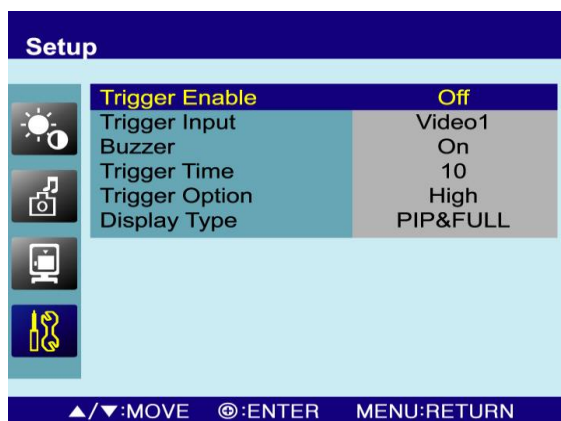 Setup
Trigger Enable Off
Trigger Input Video1
Buzzer On
Trigger Time 10
Trigger Option High
Display Type PIP&FULL
▲/▼:MOVE ⊕:ENTER MENU:RETURN